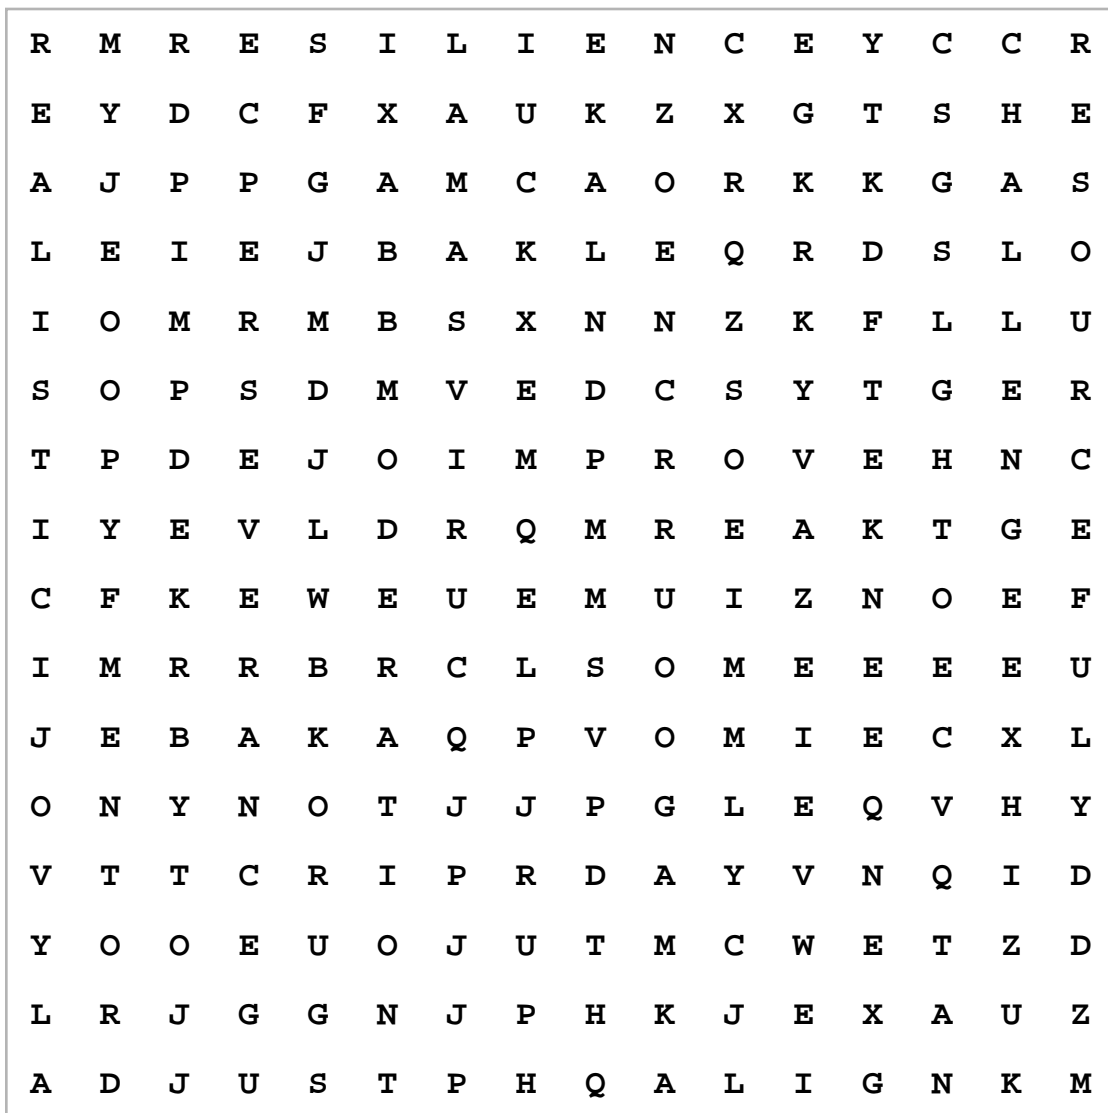 R M R E S I L I E N C E Y C C R
E Y D C F X A U K Z X G T S H E
A J P P G A M C A O R K K G A S
L E I E J B A K L E Q R D S L O
I O M R M B S X N N Z K F L L U
S O P S D M V E D C S Y T G E R
T P D E J O I M P R O V E H N C
I Y E V L D R Q M R E A K T G E
C F K E W E U E M U I Z N O E F
I M R R B R C L S O M E E E E U
J E B A K A Q P V O M I E C X L
O N Y N O T J J P G L E Q V H Y
V T T C R I P R D A Y V N Q I D
Y O O E U O J U T M C W E T Z D
L R J G G N J P H K J E X A U Z
A D J U S T P H Q A L I G N K M